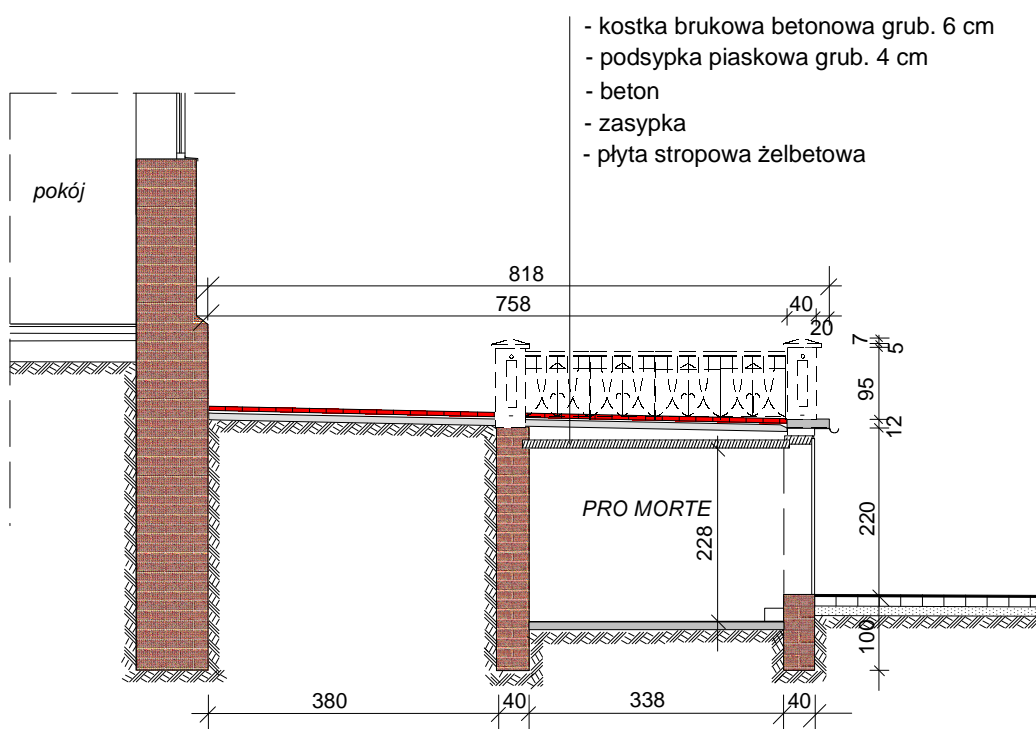 - kostka brukowa betonowa grub. 6 cm
- podsypka piaskowa grub. 4 cm
- beton
- zasypka
- płyta stropowa żelbetowa
pokój
818
758
40
20
7
5
95
12
PRO MORTE
228
220
100
380
40
338
40